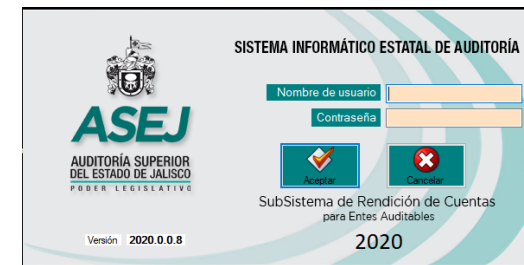 SISTEMA INFORMÁTICO ESTATAL DE AUDITORÍA
Nombre de usuario
Contraseña
ASEJ
AUDITORÍA SUPERIOR
DEL ESTADO DE JALISCO
PODER LEGISLATIVO
Aceptar
Cancelar
SubSistema de Rendición de Cuentas
para Entes Auditables
Versión 2020.0.0.8
2020